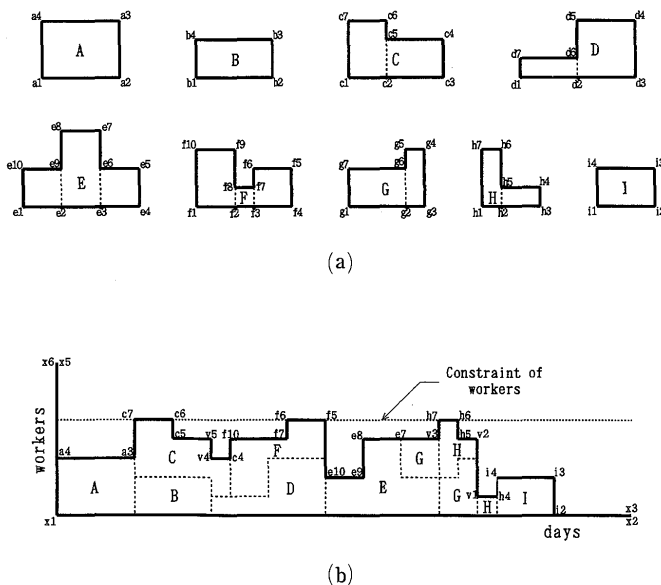 a4 a3
A
a1 a2
b4 b3
B
b1 b2
c7 c6
c5 c4
C
c1 c2 c3
d5 d4
d7 d6
D
d1 d2 d3
e8 e7
e10 e9 e6 e5
E
e1 e2 e3 e4
f10 f9
f6 f5
f8 f7
F
f1 f2 f3 f4
g5 g4
g7 g6
G
g1 g2 g3
h7 h6
h5 h4
H
h1 h2 h3
i4 i3
I
i1 i2
(a)
x6 x5
Constraint of
workers
c7 c6 f6 f5 h7 h6
c5 v5 f10 f7 e8 e7 v3 h5 v2
a4 a3 C v4 c4 F G H
e10 e9 i4 i3
workers
A B D E G v1 h4 I
H i2
x1 x3
x2
days
(b)